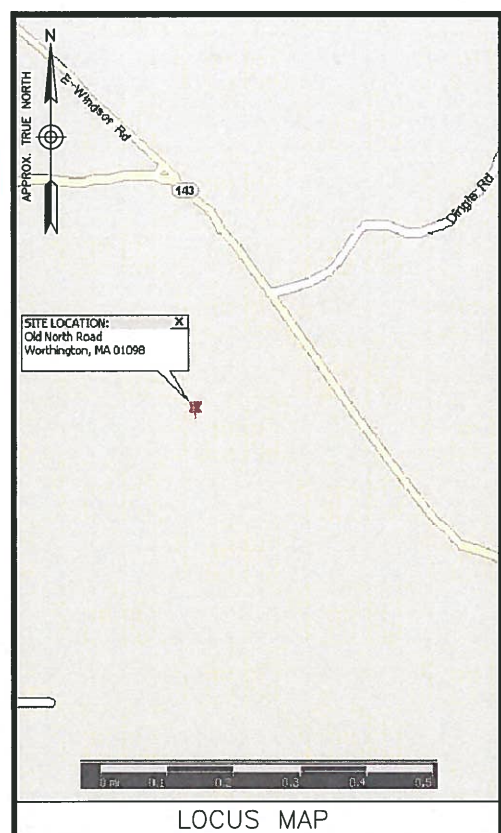 N
APPROX. TRUE NORTH
E-Windsor Rd
143
Dingle Rd
SITE LOCATION: X
Old North Road
Worthington, MA 01098
0 mi 0.1 0.2 0.3 0.4 0.5
LOCUS MAP